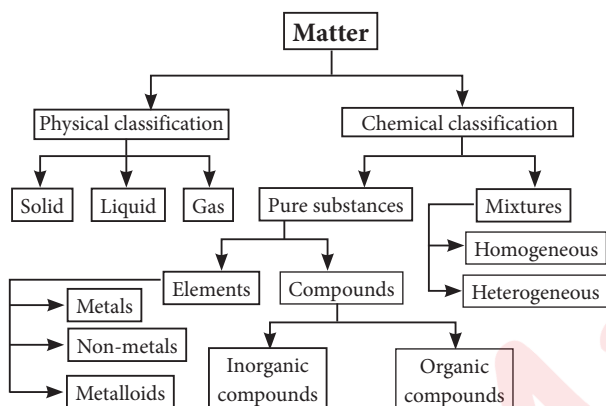 Matter
Physical classification
Chemical classification
Solid
Liquid
Gas
Pure substances
Mixtures
Homogeneous
Heterogeneous
Elements
Compounds
Metals
Non-metals
Metalloids
Inorganic
compounds
Organic
compounds